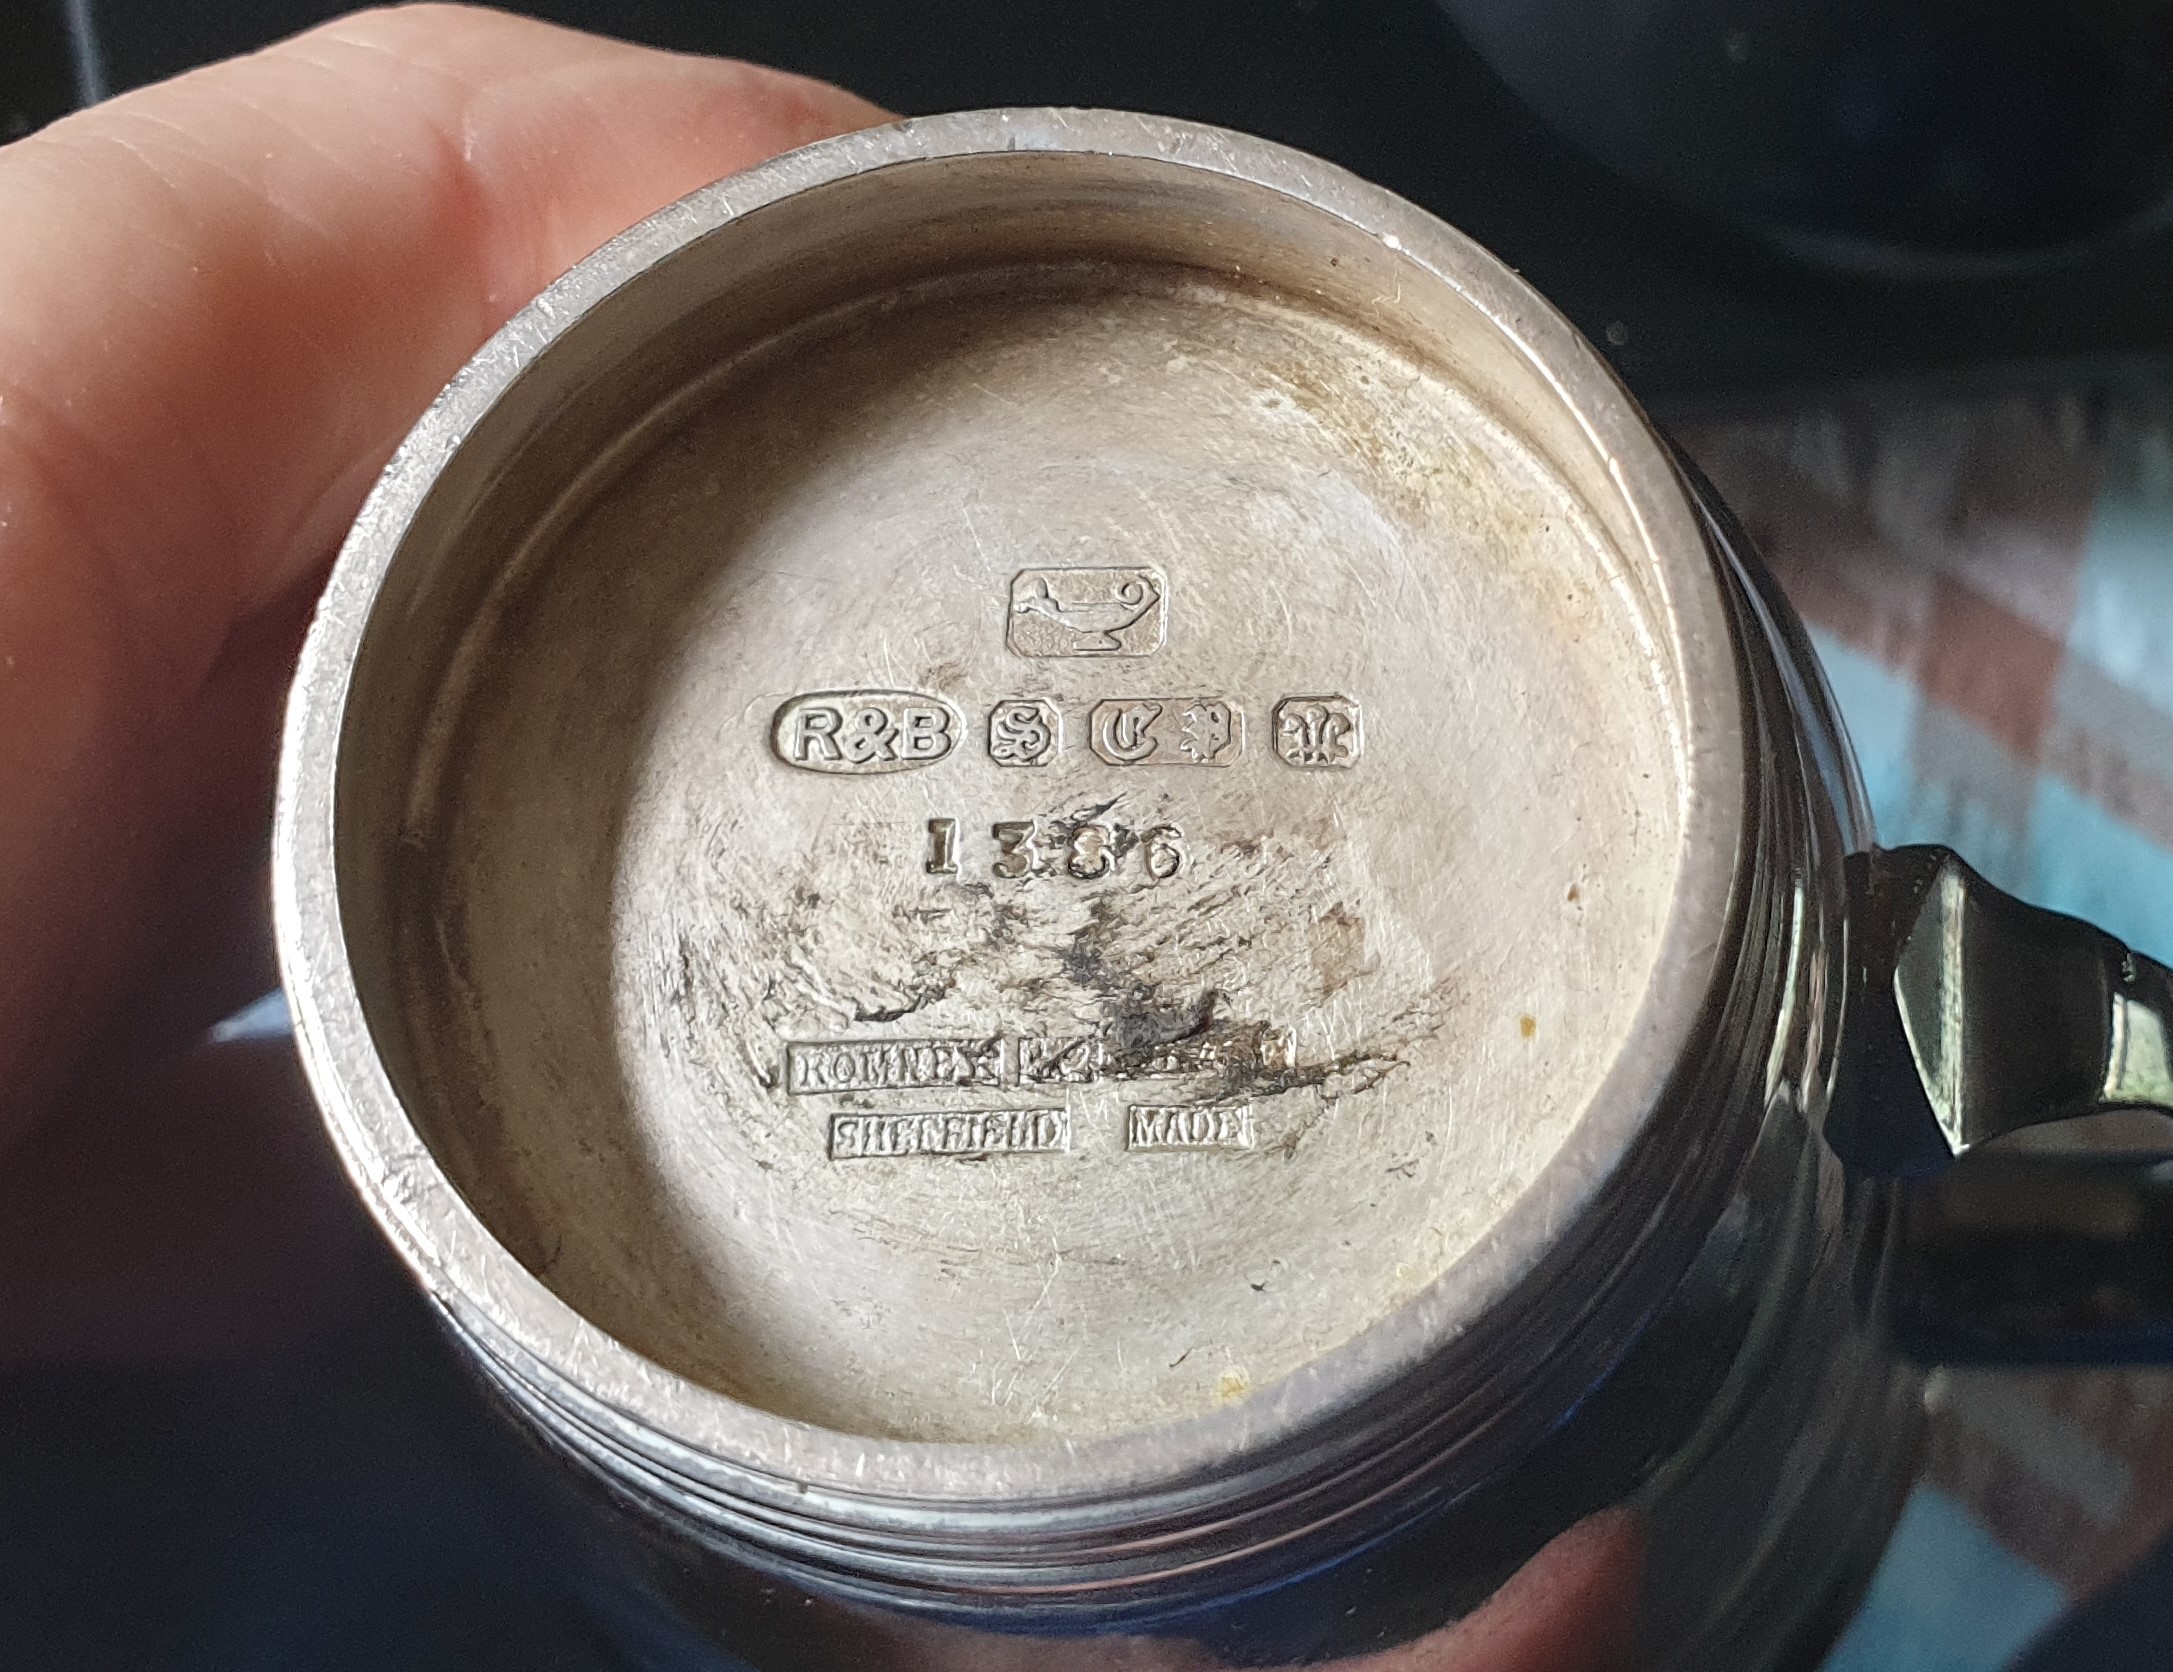 R&B S E P
1386
ROMNEY
SHEFFIELD MADE